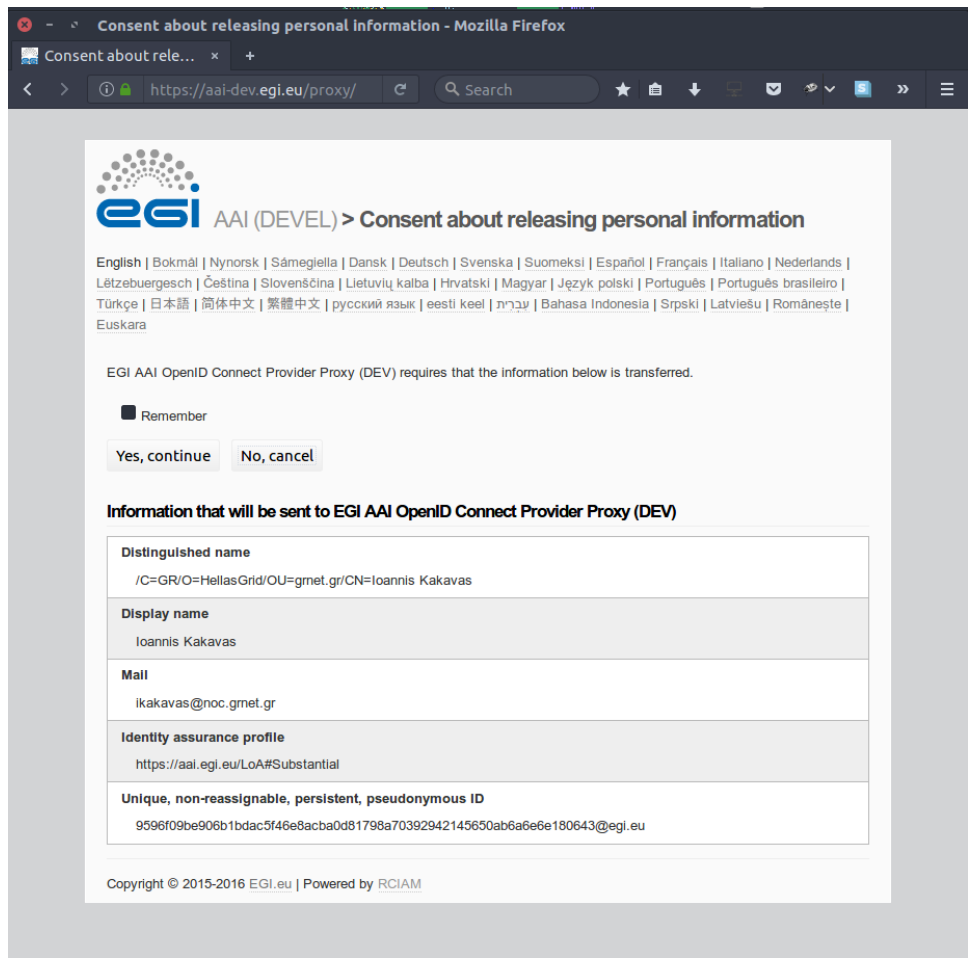 Consent about releasing personal information - Mozilla Firefox
Consent about rele… × +
https://aai-dev.egi.eu/proxy/
Search
S
egi
AAI (DEVEL) > Consent about releasing personal information
English | Bokmål | Nynorsk | Sámegiella | Dansk | Deutsch | Svenska | Suomeksi | Español | Français | Italiano | Nederlands |
Lëtzebuergesch | Čeština | Slovenščina | Lietuvių kalba | Hrvatski | Magyar | Język polski | Português | Português brasileiro |
Türkçe | 日本語 | 简体中文 | 繁體中文 | русский язык | eesti keel | עִבְרִית | Bahasa Indonesia | Srpski | Latviešu | Românește |
Euskara
EGI AAI OpenID Connect Provider Proxy (DEV) requires that the information below is transferred.
Remember
Yes, continue No, cancel
Information that will be sent to EGI AAI OpenID Connect Provider Proxy (DEV)
Distinguished name
/C=GR/O=HellasGrid/OU=grnet.gr/CN=Ioannis Kakavas
Display name
Ioannis Kakavas
Mail
ikakavas@noc.grnet.gr
Identity assurance profile
https://aai.egi.eu/LoA#Substantial
Unique, non-reassignable, persistent, pseudonymous ID
9596f09be906b1bdac5f46e8acba0d81798a70392942145650ab6a6e6e180643@egi.eu
Copyright © 2015-2016 EGI.eu | Powered by RCIAM